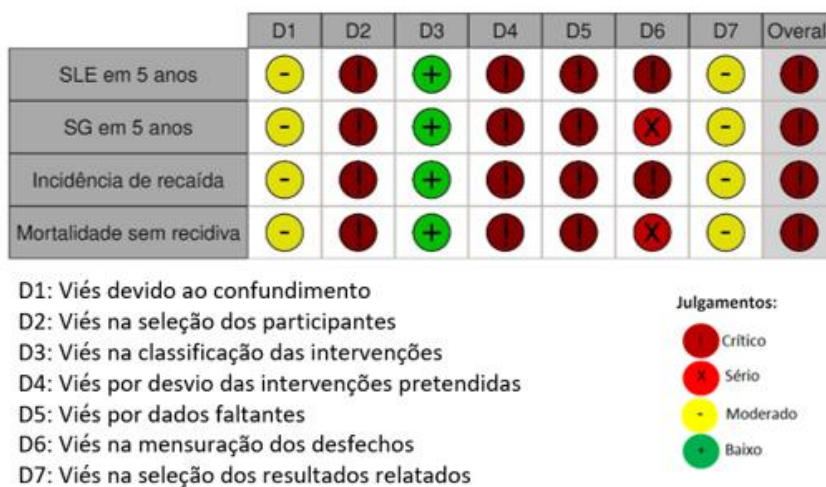 D1 D2 D3 D4 D5 D6 D7 Overal
SLE em 5 anos - ! + ! ! ! - !
SG em 5 anos - ! + ! ! X - !
Incidência de recaída - ! + ! ! ! - !
Mortalidade sem recidiva - ! + ! ! X - !
D1: Viés devido ao confundimento
D2: Viés na seleção dos participantes
D3: Viés na classificação das intervenções
D4: Viés por desvio das intervenções pretendidas
D5: Viés por dados faltantes
D6: Viés na mensuração dos desfechos
D7: Viés na seleção dos resultados relatados
Julgamentos:
! Crítico
X Sério
- Moderado
+ Baixo